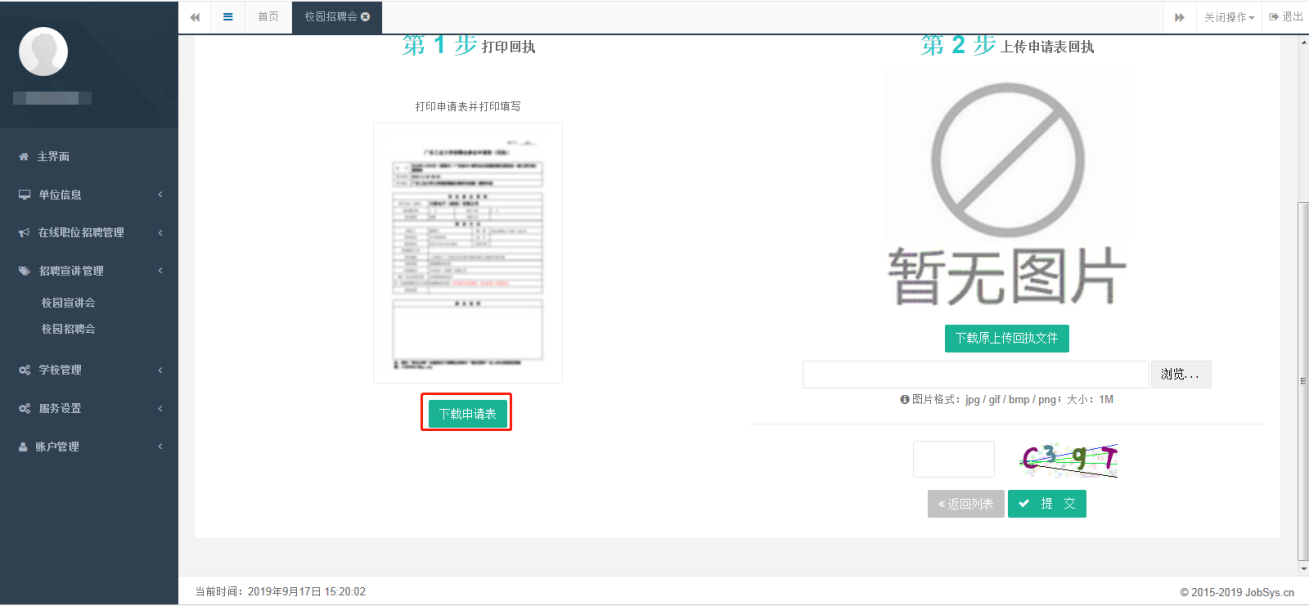 首页
校园招聘会
关闭操作
退出
主界面
单位信息
在线职位招聘管理
招聘宣讲管理
校园宣讲会
校园招聘会
学校管理
服务设置
账户管理
第 1 步 打印回执
打印申请表并打印填写
下载申请表
第 2 步 上传申请表回执
暂无图片
下载原上传回执文件
浏览...
图片格式：jpg / gif / bmp / png；大小：1M
C39T
« 返回列表
提 交
当前时间：2019年9月17日 15:20:02
© 2015-2019 JobSys.cn